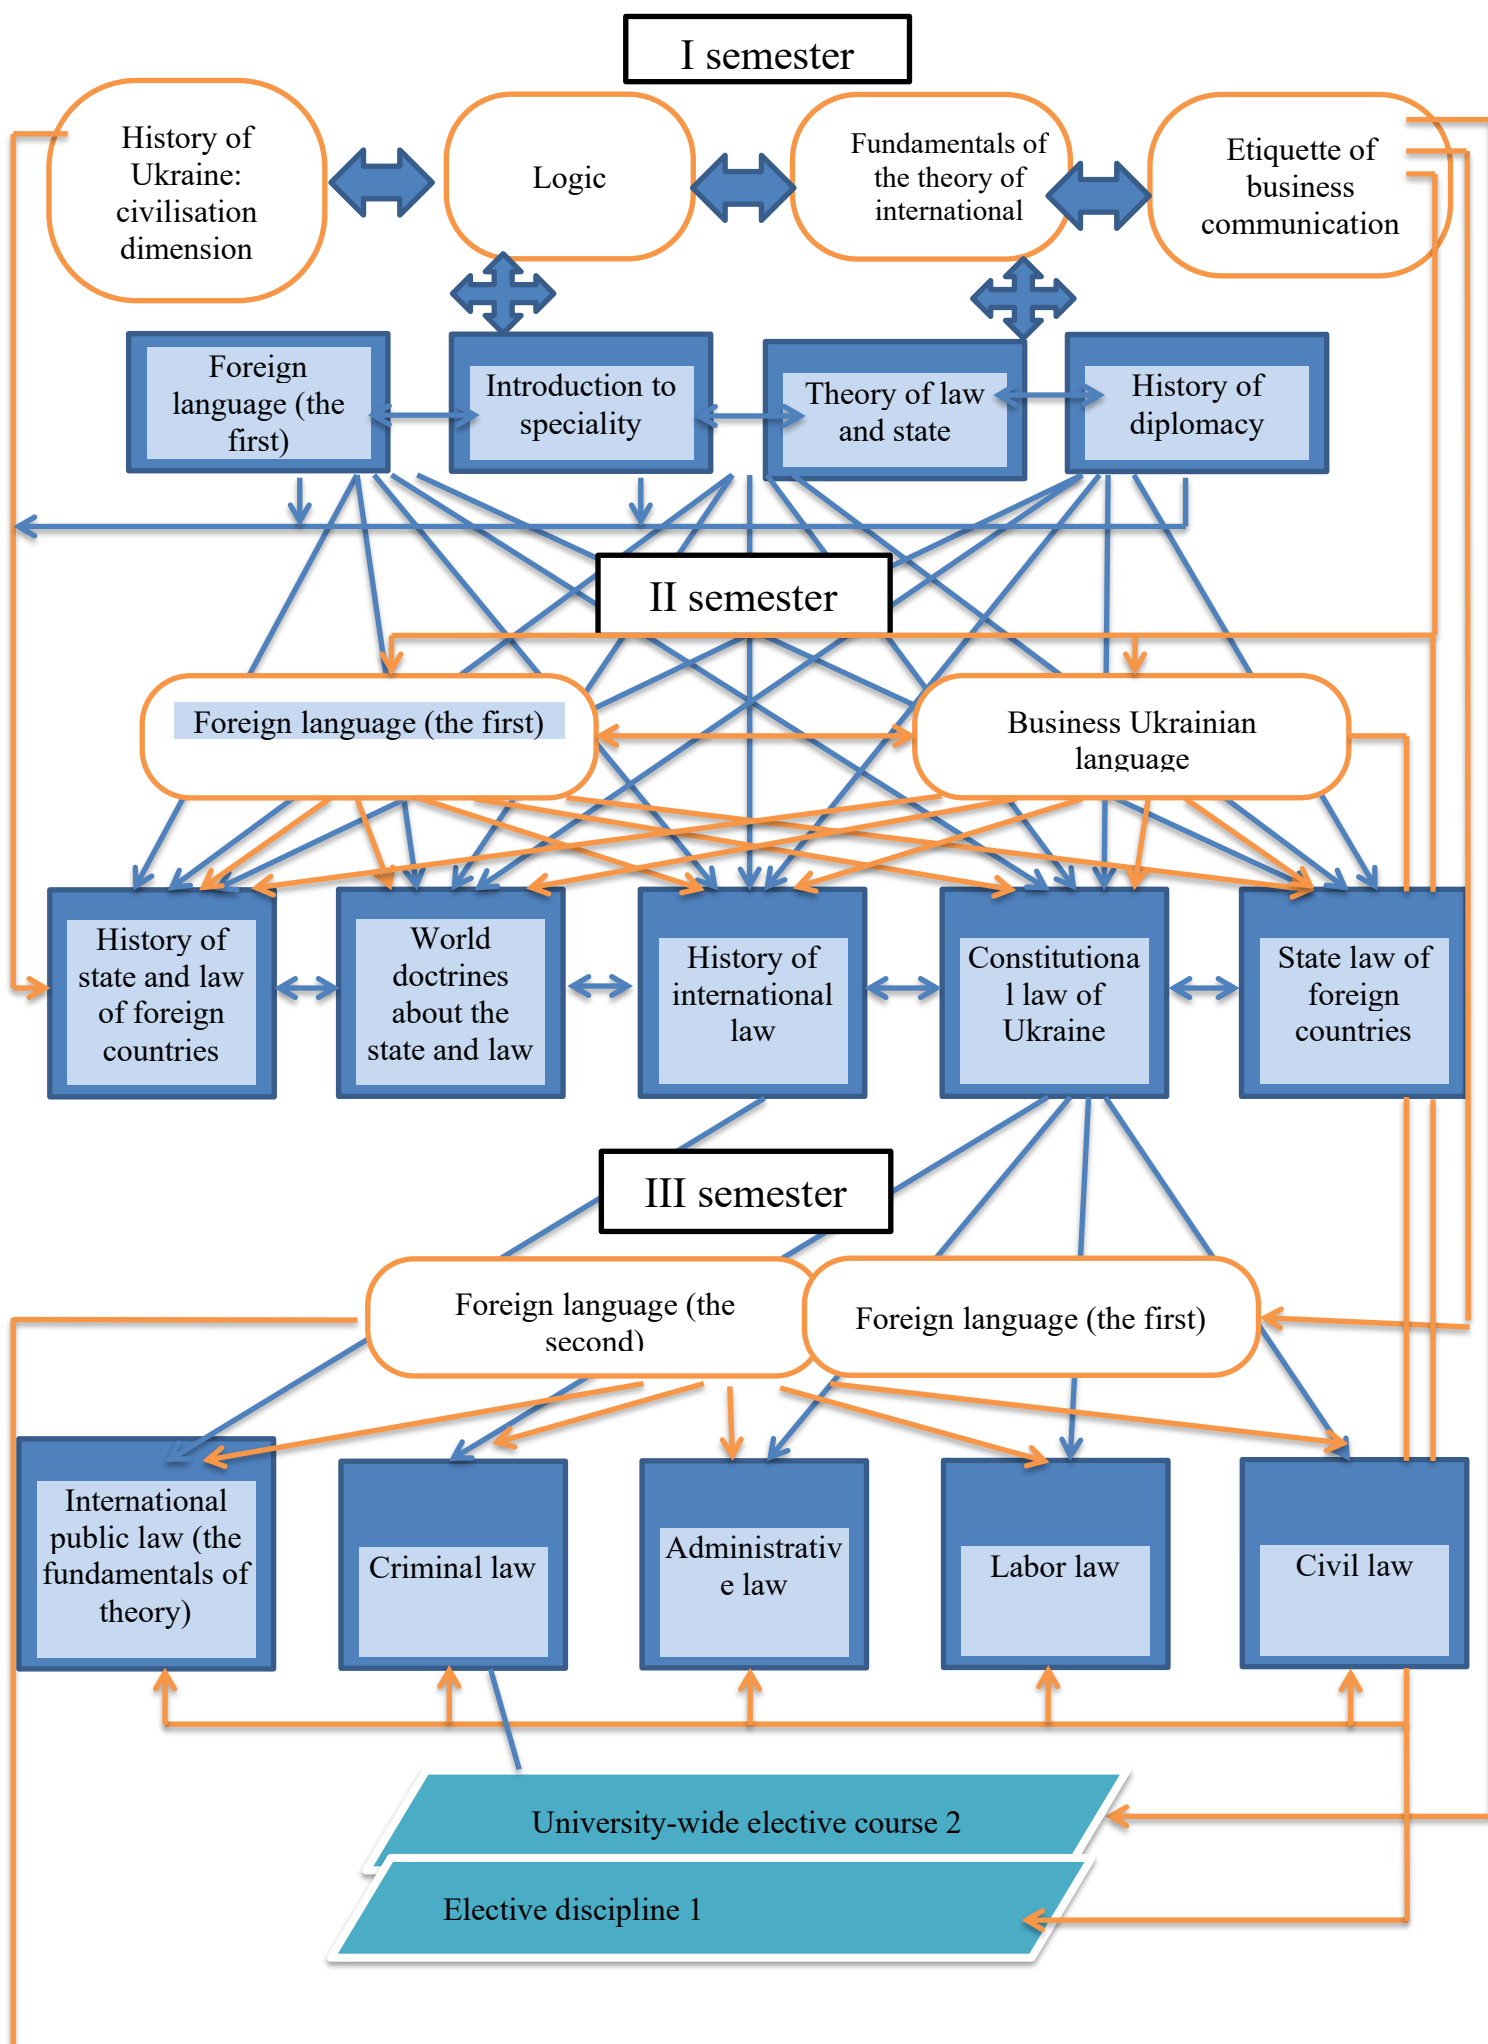 I semester
History of
Ukraine:
civilisation
dimension
Logic
Fundamentals of
the theory of
international
Etiquette of
business
communication
Foreign
language (the
first)
Introduction to
speciality
Theory of law
and state
History of
diplomacy
II semester
Foreign language (the first)
Business Ukrainian
language
History of
state and law
of foreign
countries
World
doctrines
about the
state and law
History of
international
law
Constitutiona
l law of
Ukraine
State law of
foreign
countries
III semester
Foreign language (the
second)
Foreign language (the first)
International
public law (the
fundamentals of
theory)
Criminal law
Administrativ
e law
Labor law
Civil law
University-wide elective course 2
Elective discipline 1